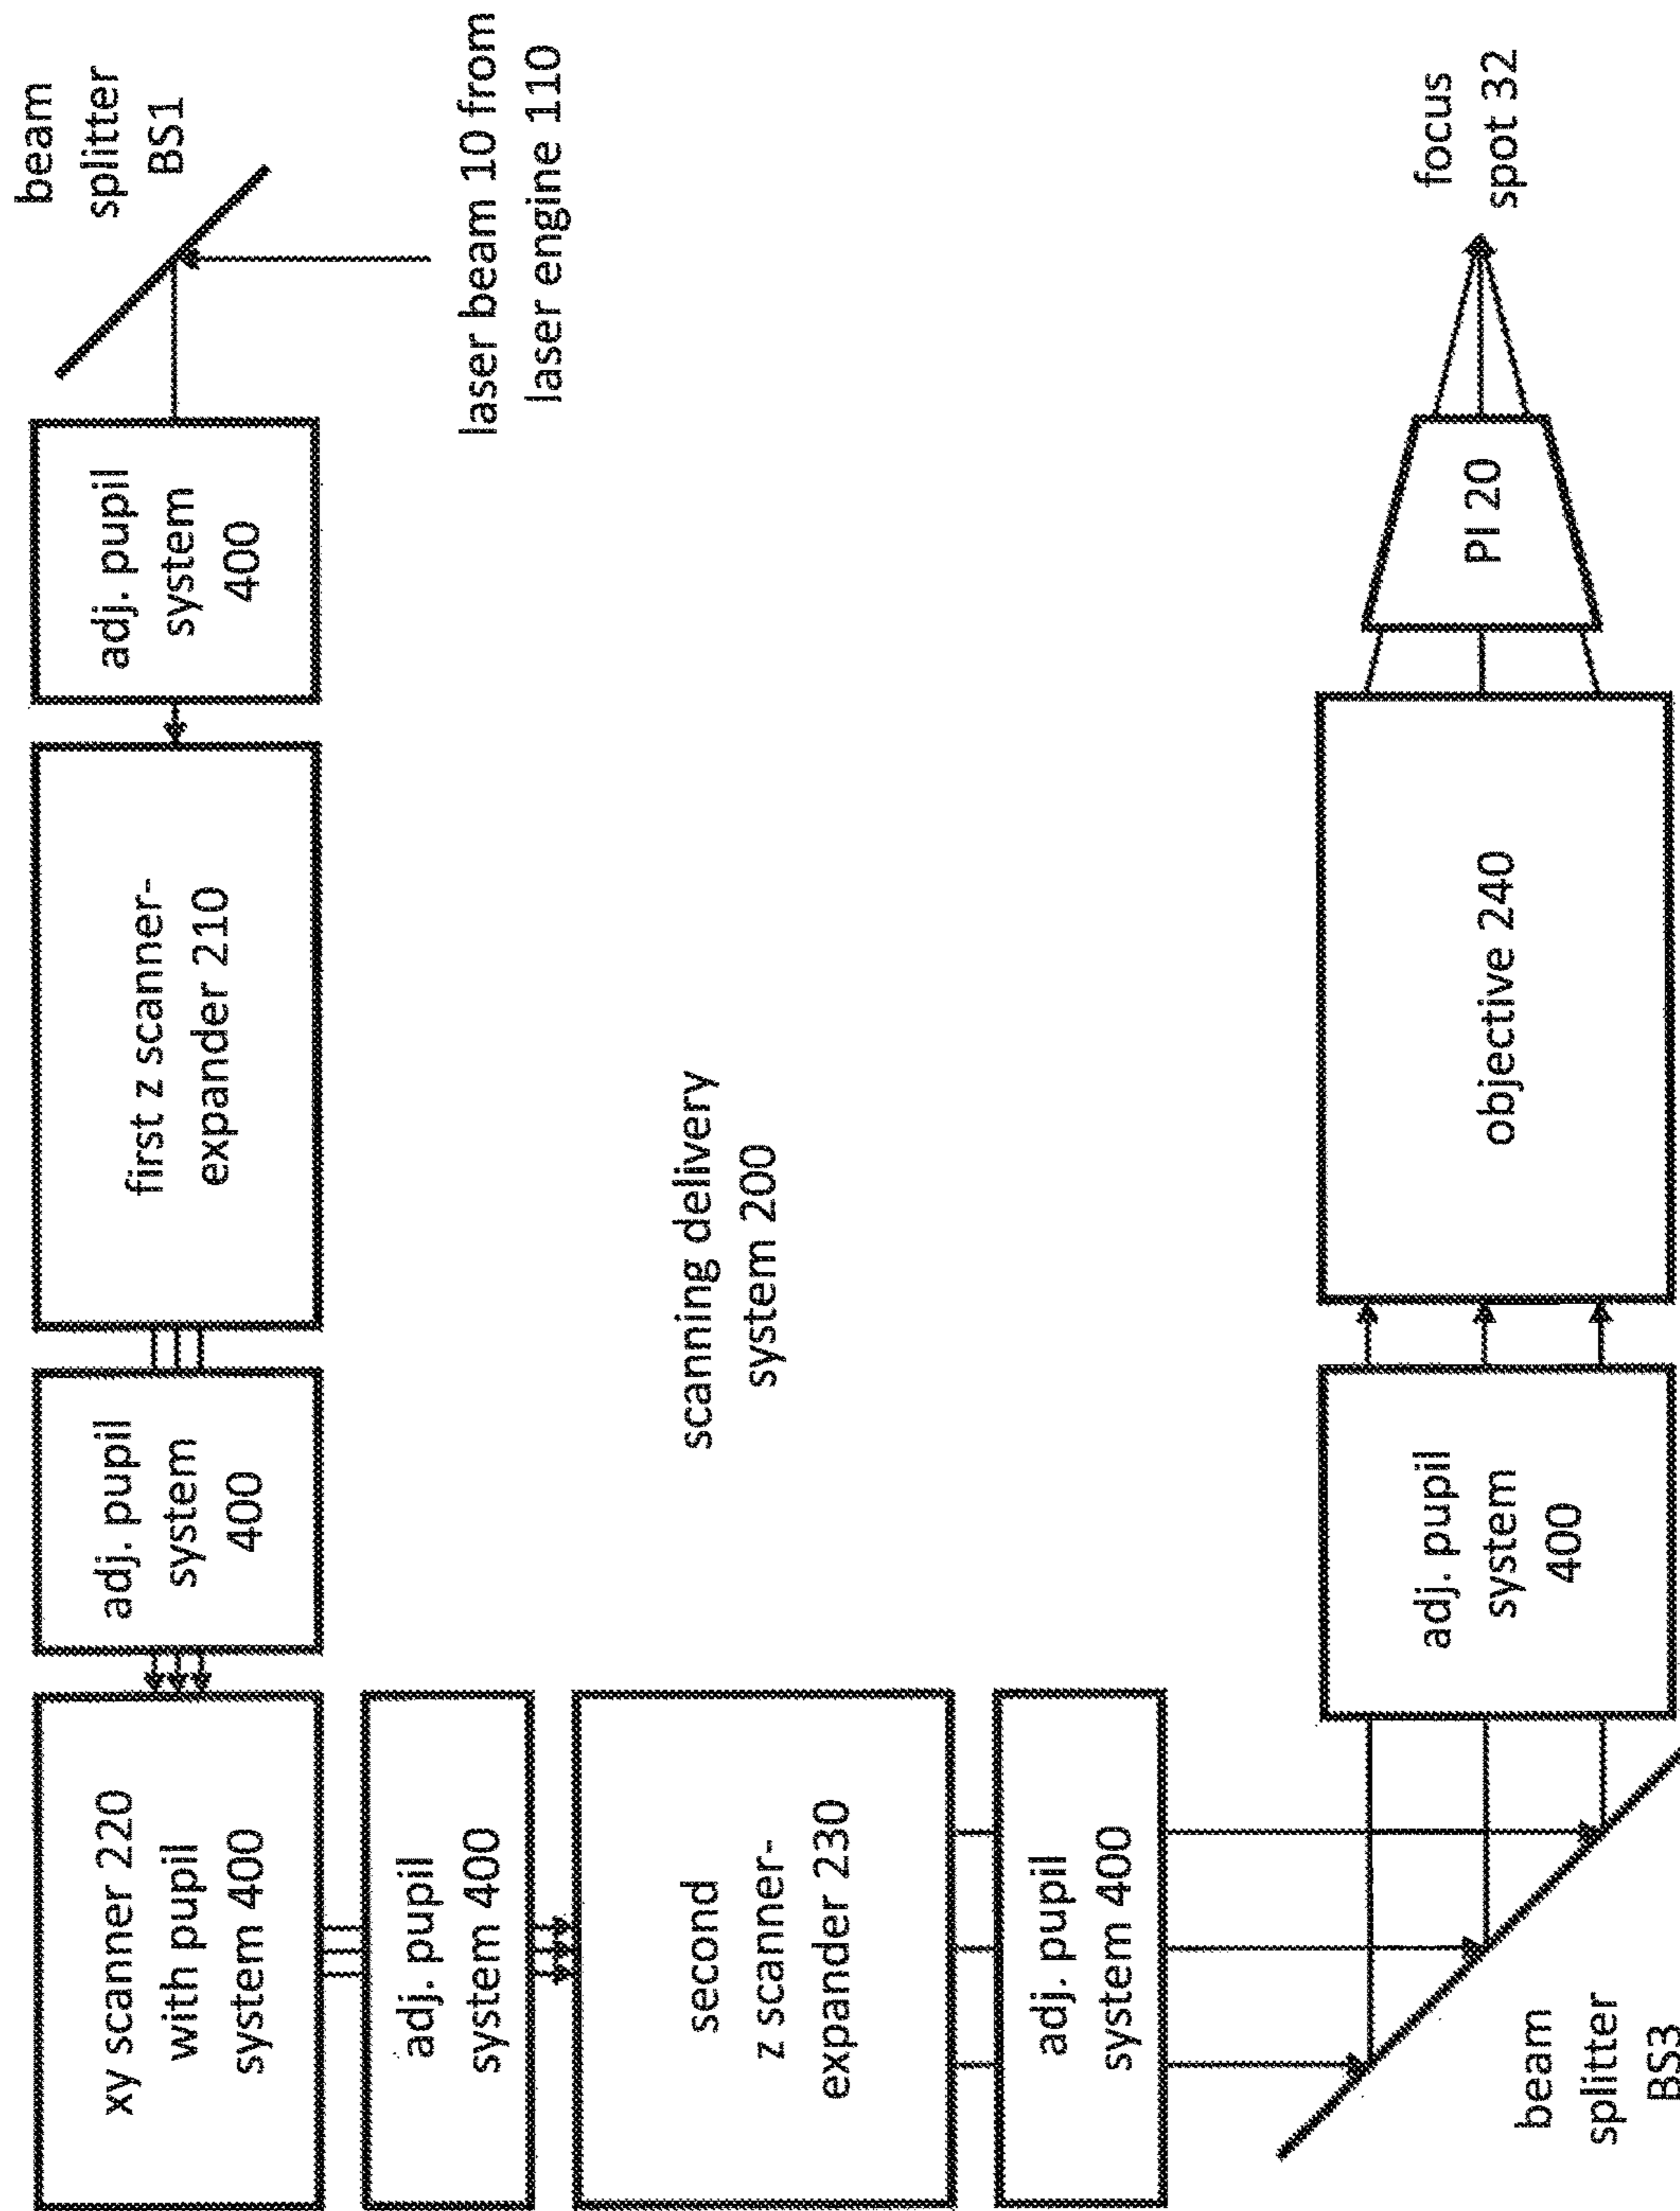 beam
splitter
BS1
laser beam 10 from
laser engine 110
adj. pupil
system
400
first z scanner-
expander 210
adj. pupil
system
400
xy scanner 220
with pupil
system 400
adj. pupil
system 400
second
z scanner-
expander 230
adj. pupil
system 400
beam
splitter
BS3
adj. pupil
system
400
objective 240
PI 20
focus
spot 32
scanning delivery
system 200